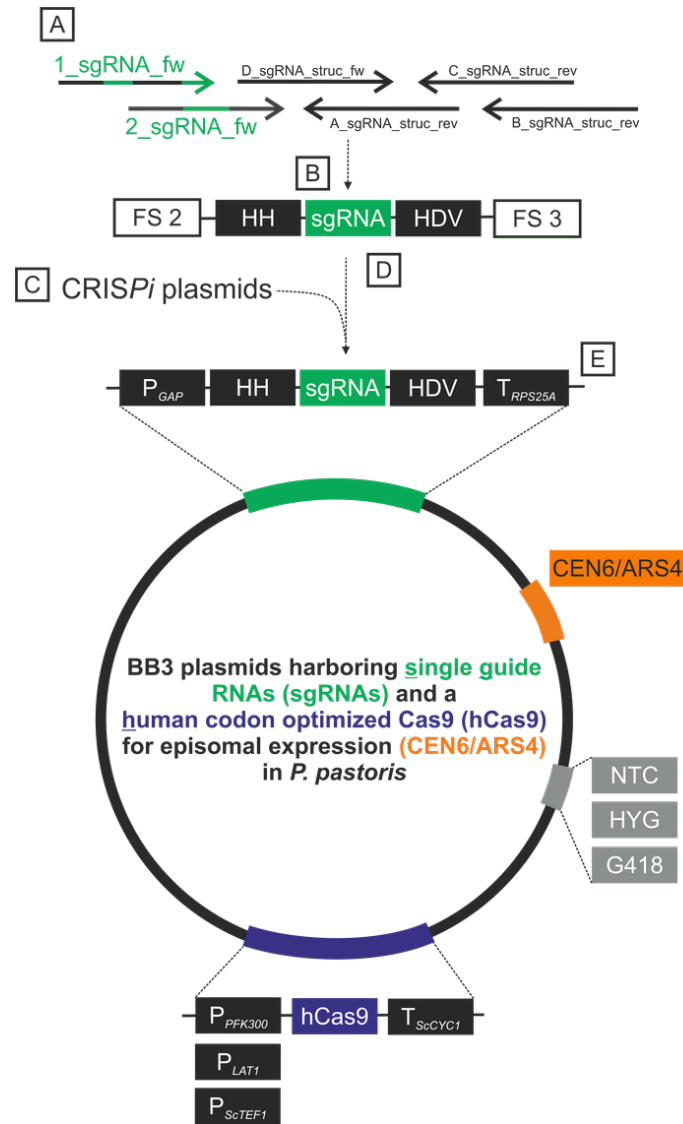 A
1_sgRNA_fw
D_sgRNA_struc_fw
C_sgRNA_struc_rev
2_sgRNA_fw
A_sgRNA_struc_rev
B_sgRNA_struc_rev
B
FS 2
HH
sgRNA
HDV
FS 3
D
C
CRISPi plasmids
E
PGAP
HH
sgRNA
HDV
TRPS25A
CEN6/ARS4
BB3 plasmids harboring single guide
RNAs (sgRNAs) and a
human codon optimized Cas9 (hCas9)
for episomal expression (CEN6/ARS4)
in P. pastoris
NTC
HYG
G418
PPFK300
hCas9
TScCYC1
PLAT1
PScTEF1